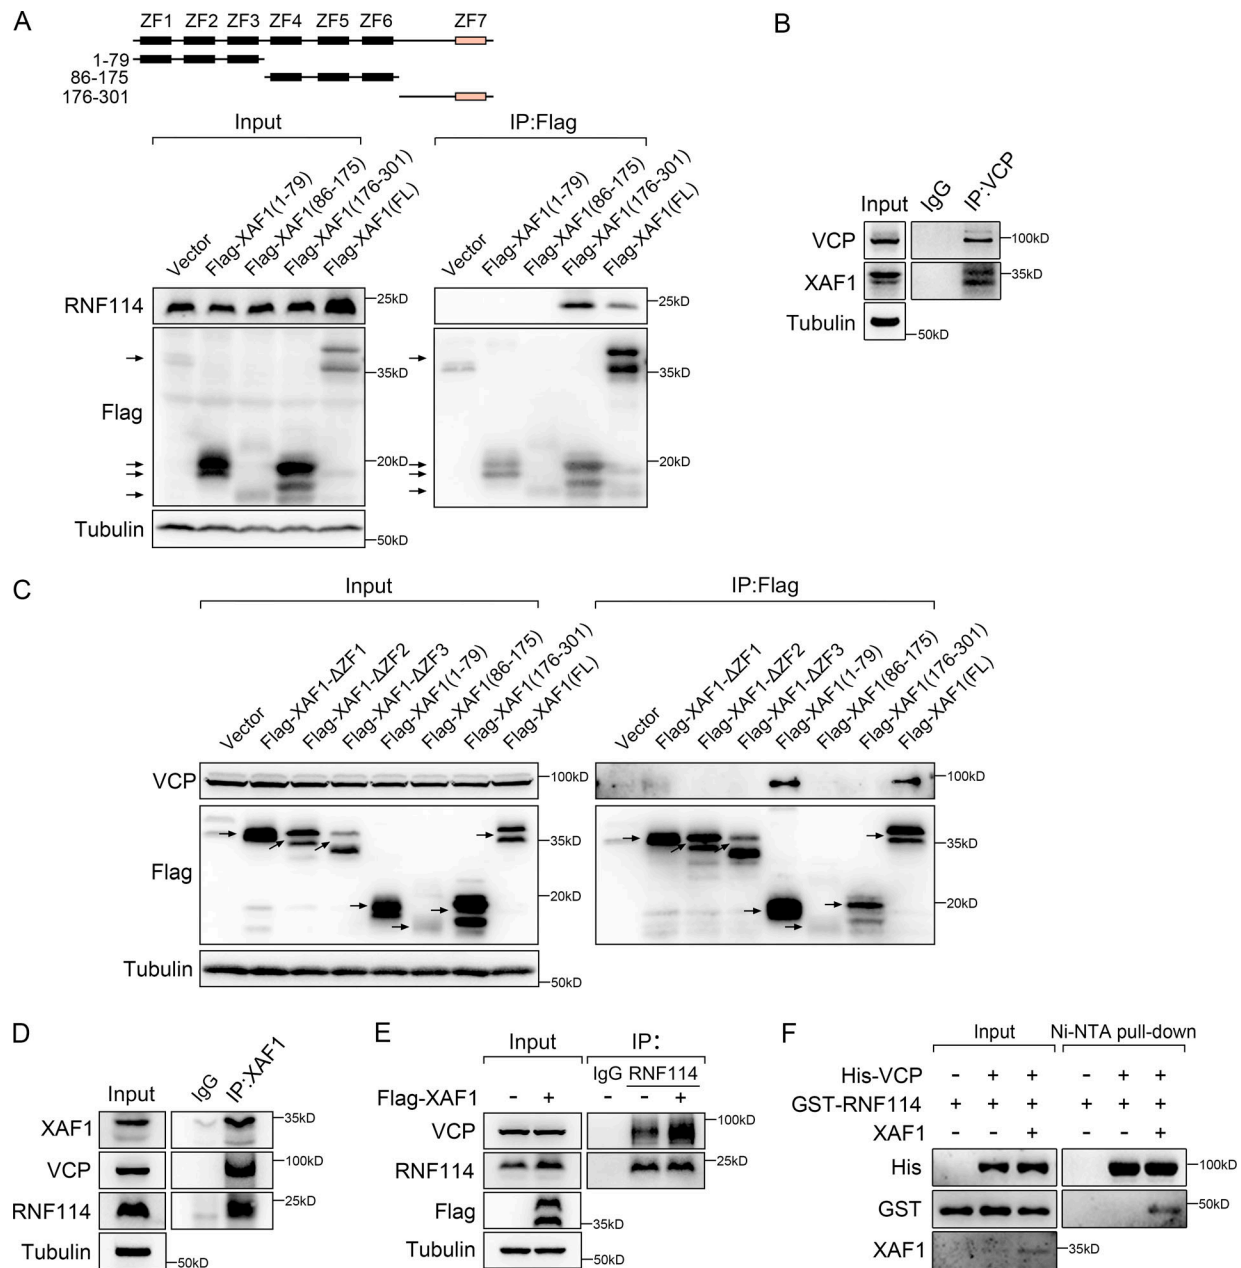 A
ZF1 ZF2 ZF3 ZF4 ZF5 ZF6 ZF7
1-79
86-175
176-301
Input
Vector
Flag-XAF1(1-79)
Flag-XAF1(86-175)
Flag-XAF1(176-301)
Flag-XAF1(FL)
IP:Flag
Vector
Flag-XAF1(1-79)
Flag-XAF1(86-175)
Flag-XAF1(176-301)
Flag-XAF1(FL)
RNF114 25kD 25kD
Flag 35kD 35kD
20kD 20kD
Tubulin 50kD
B
Input IgG IP:VCP
VCP 100kD
XAF1 35kD
Tubulin 50kD
C
Input
Vector
Flag-XAF1-ΔZF1
Flag-XAF1-ΔZF2
Flag-XAF1-ΔZF3
Flag-XAF1(1-79)
Flag-XAF1(86-175)
Flag-XAF1(176-301)
Flag-XAF1(FL)
IP:Flag
Vector
Flag-XAF1-ΔZF1
Flag-XAF1-ΔZF2
Flag-XAF1-ΔZF3
Flag-XAF1(1-79)
Flag-XAF1(86-175)
Flag-XAF1(176-301)
Flag-XAF1(FL)
VCP 100kD 100kD
Flag 35kD 35kD
20kD 20kD
Tubulin 50kD
D
Input IgG IP:XAF1
XAF1 35kD
VCP 100kD
RNF114 25kD
Tubulin 50kD
E
Input IP:
IgG RNF114
Flag-XAF1 - + - - +
VCP 100kD
RNF114 25kD
Flag 35kD
Tubulin 50kD
F
Input Ni-NTA pull-down
His-VCP - + + - + +
GST-RNF114 + + + + + +
XAF1 - - + - - +
His 100kD
GST 50kD
XAF1 35kD